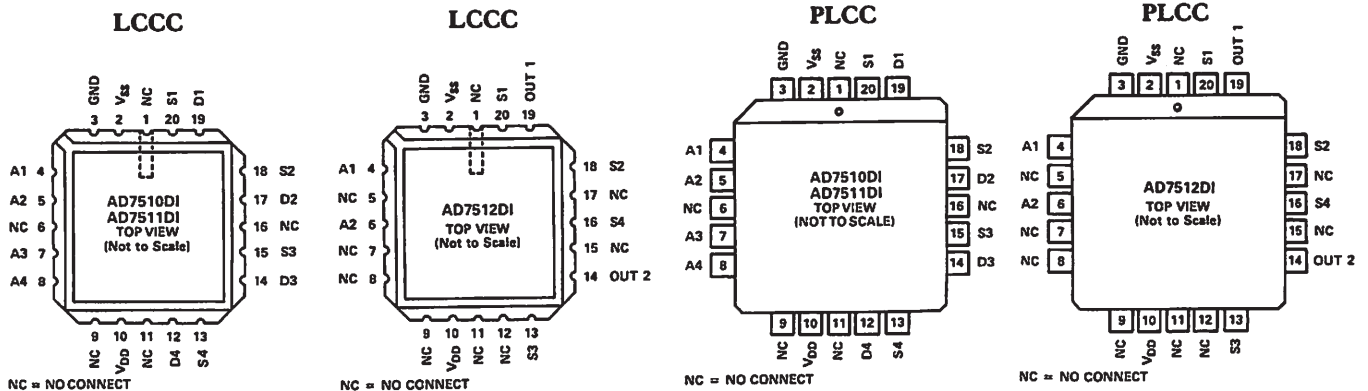 LCCC
GND VSS NC S1 D1
3 2 1 20 19
A1 4
A2 5
NC 6
A3 7
A4 8
AD7510DI
AD7511DI
TOP VIEW
(Not to Scale)
18 S2
17 D2
16 NC
15 S3
14 D3
9 10 11 12 13
NC VDD NC D4 S4
NC = NO CONNECT
LCCC
GND VSS NC S1 OUT 1
3 2 1 20 19
A1 4
NC 5
A2 6
NC 7
NC 8
AD7512DI
TOP VIEW
(Not to Scale)
18 S2
17 NC
16 S4
15 NC
14 OUT 2
9 10 11 12 13
NC VDD NC NC S3
NC = NO CONNECT
PLCC
GND VSS NC S1 D1
3 2 1 20 19
A1 4
A2 5
NC 6
A3 7
A4 8
AD7510DI
AD7511DI
TOP VIEW
(NOT TO SCALE)
18 S2
17 D2
16 NC
15 S3
14 D3
9 10 11 12 13
NC VDD NC D4 S4
NC = NO CONNECT
PLCC
GND VSS NC S1 OUT 1
3 2 1 20 19
A1 4
NC 5
A2 6
NC 7
NC 8
AD7512DI
TOP VIEW
(Not to Scale)
18 S2
17 NC
16 S4
15 NC
14 OUT 2
9 10 11 12 13
NC VDD NC NC S3
NC = NO CONNECT